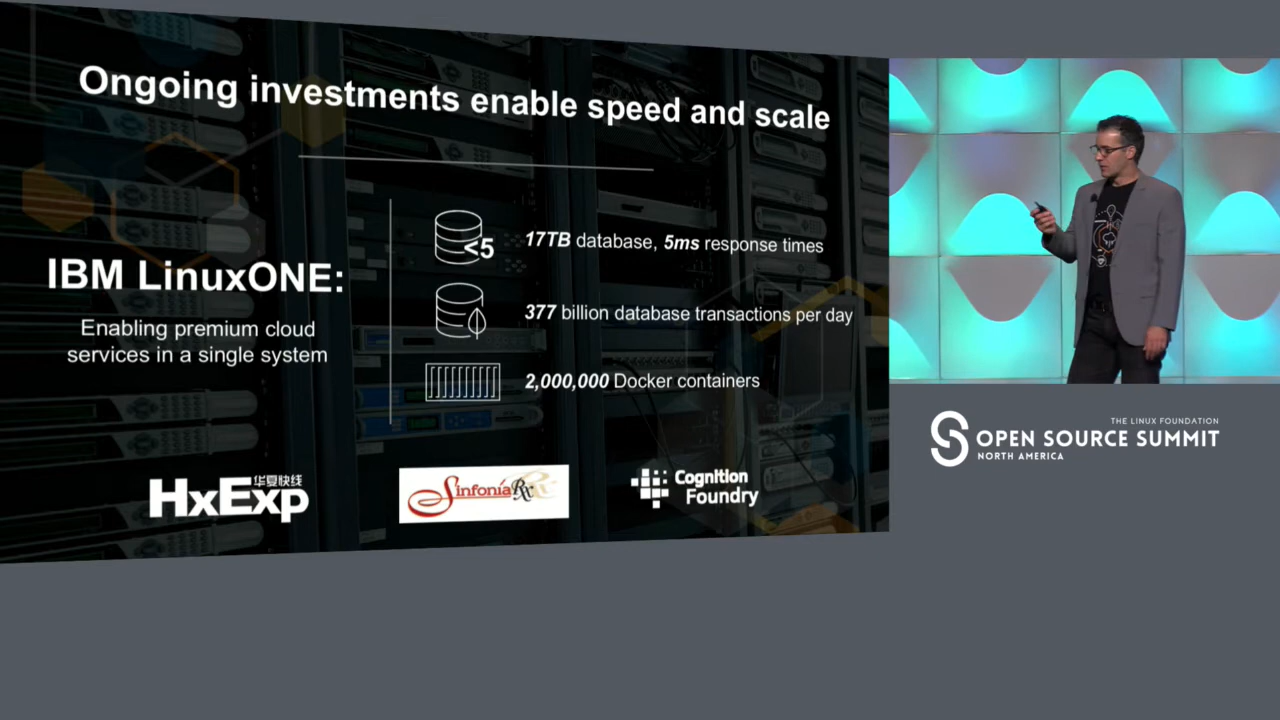 Ongoing investments enable speed and scale
IBM LinuxONE:
Enabling premium cloud
services in a single system
<5
17TB database, 5ms response times
377 billion database transactions per day
2,000,000 Docker containers
华夏快线
HxExp
SinfoníaRx
Cognition
Foundry
THE LINUX FOUNDATION
OPEN SOURCE SUMMIT
NORTH AMERICA